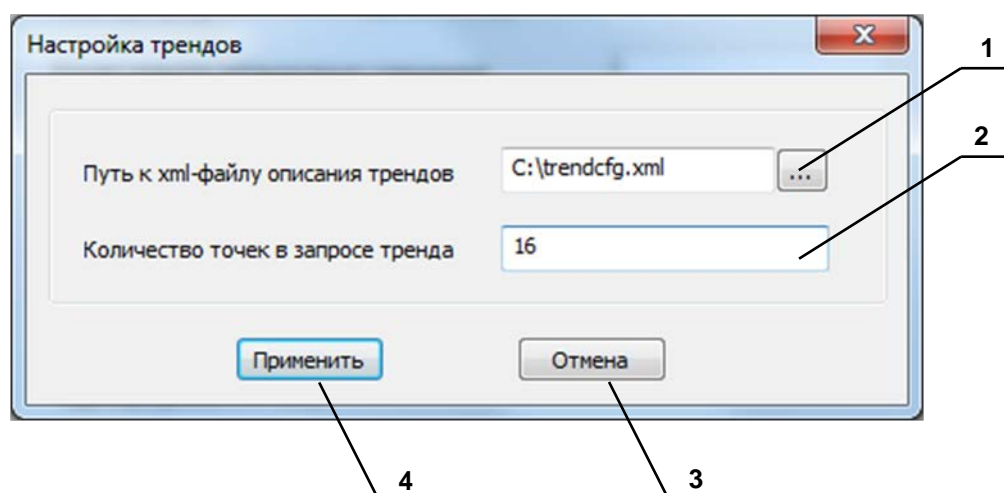 Настройка трендов
1
2
Путь к xml-файлу описания трендов C:\trendcfg.xml ...
Количество точек в запросе тренда 16
Применить Отмена
4 3